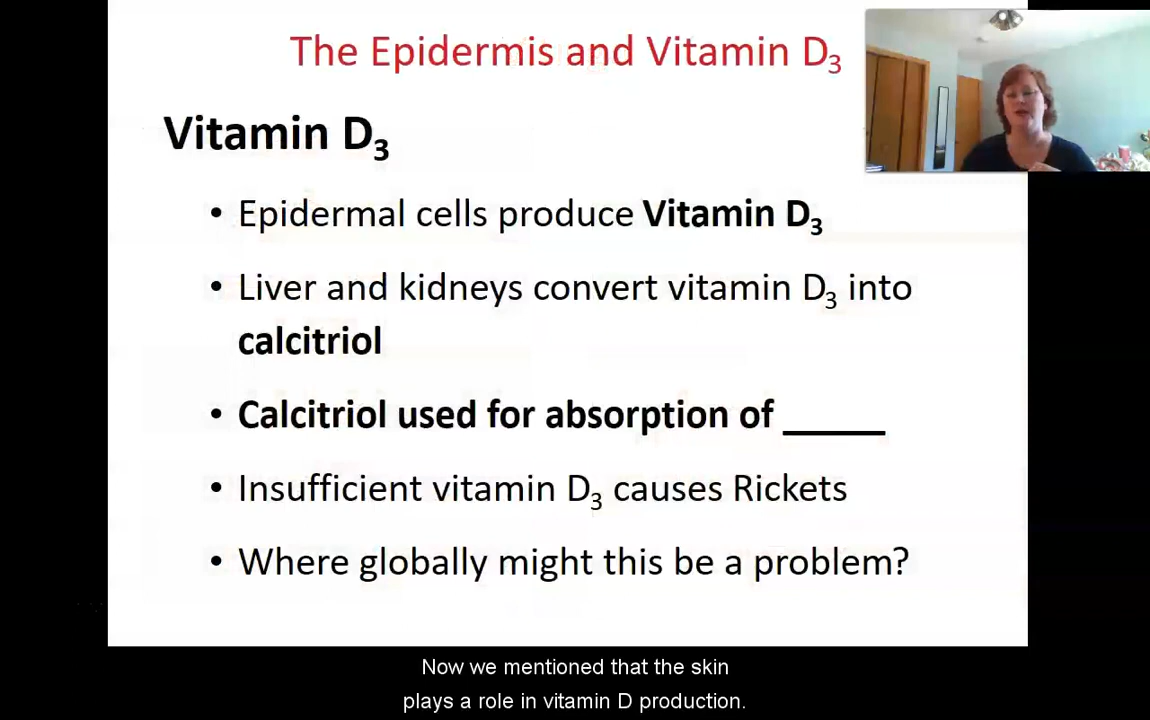 The Epidermis and Vitamin D₃
Vitamin D₃
• Epidermal cells produce Vitamin D₃
• Liver and kidneys convert vitamin D₃ into
calcitriol
• Calcitriol used for absorption of _____
• Insufficient vitamin D₃ causes Rickets
• Where globally might this be a problem?
Now we mentioned that the skin
plays a role in vitamin D production.